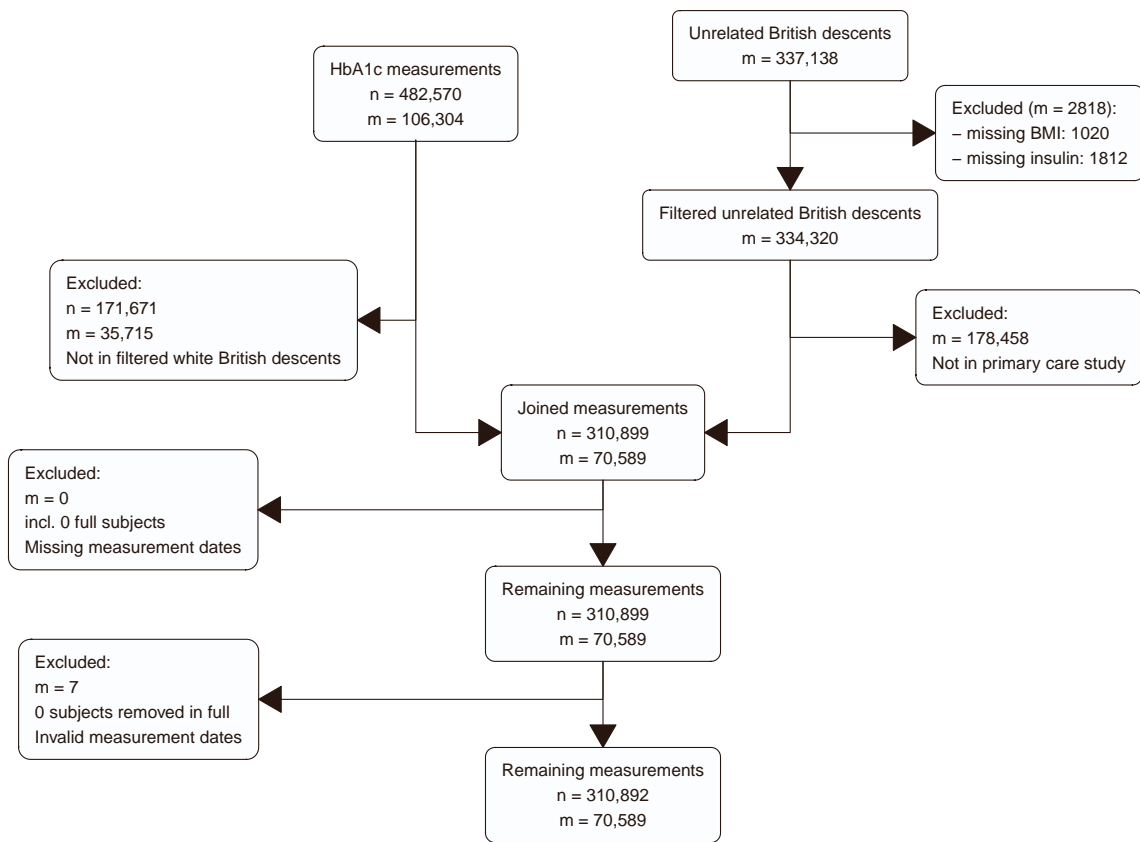 Unrelated British descents
m = 337,138
HbA1c measurements
n = 482,570
m = 106,304
Excluded (m = 2818):
– missing BMI: 1020
– missing insulin: 1812
Filtered unrelated British descents
m = 334,320
Excluded:
n = 171,671
m = 35,715
Not in filtered white British descents
Excluded:
m = 178,458
Not in primary care study
Joined measurements
n = 310,899
m = 70,589
Excluded:
m = 0
incl. 0 full subjects
Missing measurement dates
Remaining measurements
n = 310,899
m = 70,589
Excluded:
m = 7
0 subjects removed in full
Invalid measurement dates
Remaining measurements
n = 310,892
m = 70,589